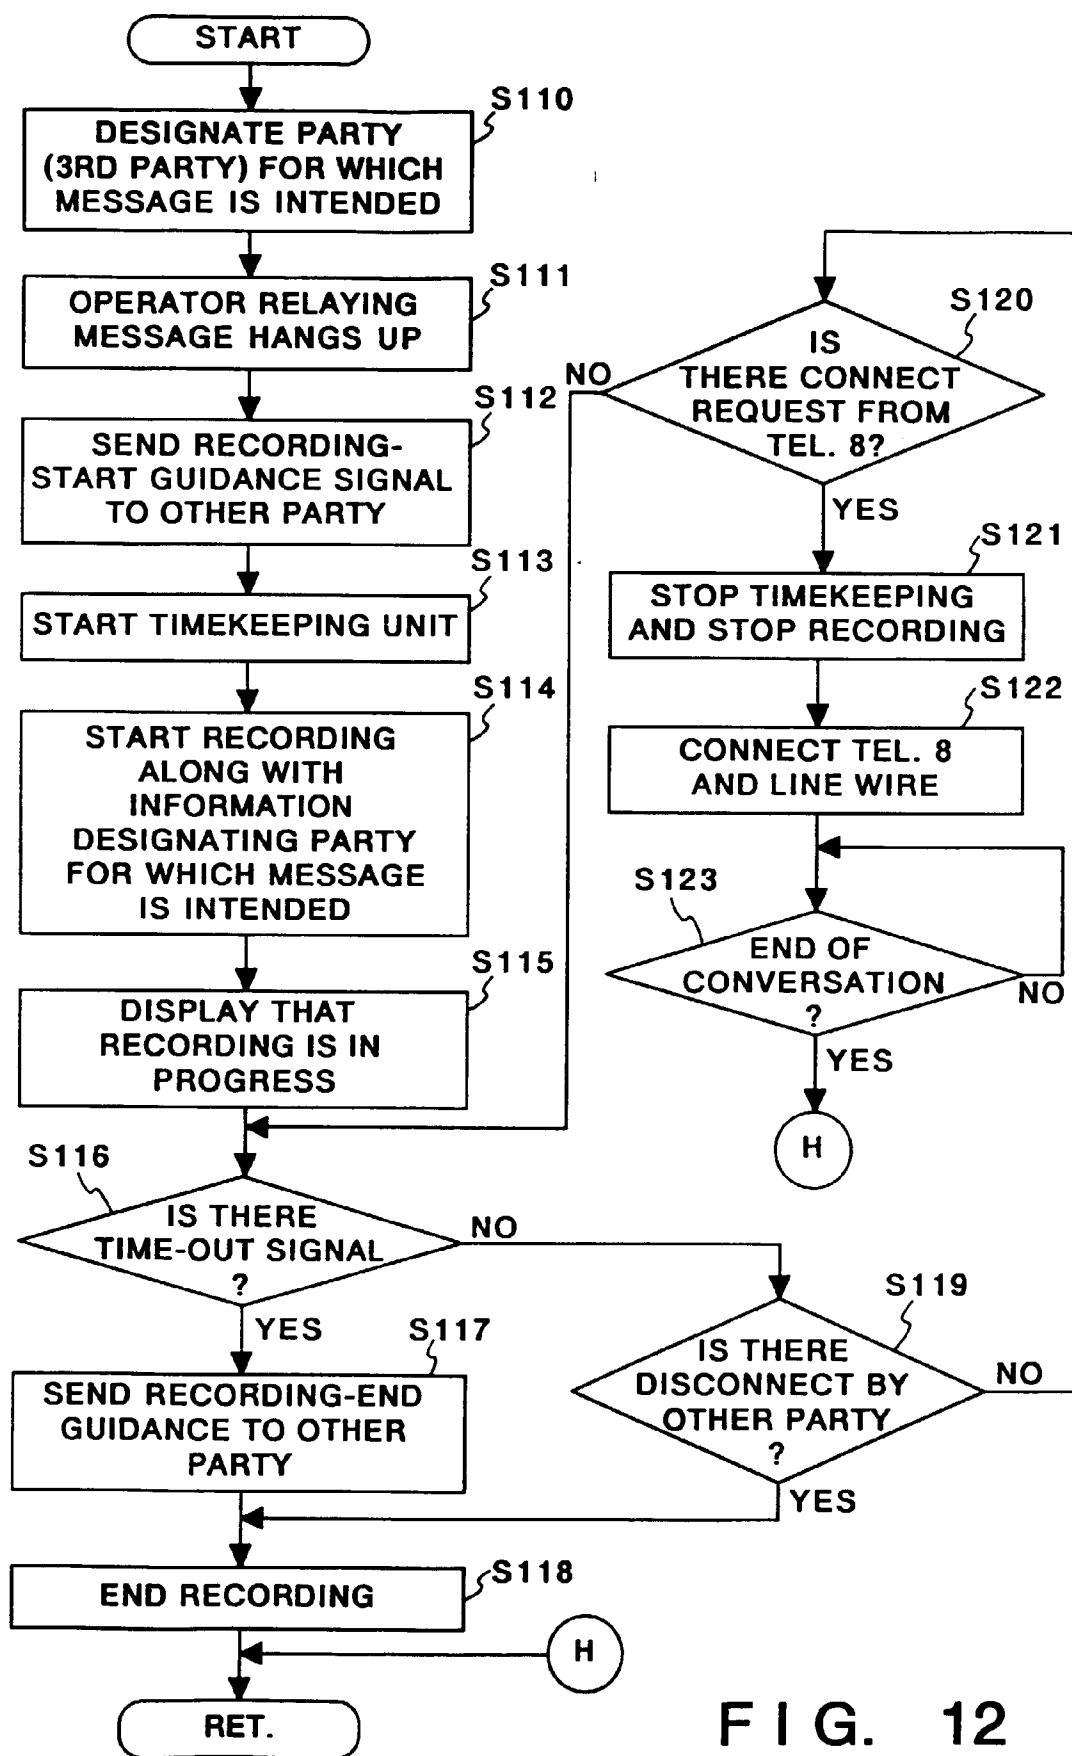 START
S110
DESIGNATE PARTY
(3RD PARTY) FOR WHICH
MESSAGE IS INTENDED
S111
OPERATOR RELAYING
MESSAGE HANGS UP
S112
SEND RECORDING-
START GUIDANCE SIGNAL
TO OTHER PARTY
S113
START TIMEKEEPING UNIT
S114
START RECORDING
ALONG WITH
INFORMATION
DESIGNATING PARTY
FOR WHICH MESSAGE
IS INTENDED
S115
DISPLAY THAT
RECORDING IS IN
PROGRESS
S116
IS THERE
TIME-OUT SIGNAL
?
NO
YES
S117
SEND RECORDING-END
GUIDANCE TO OTHER
PARTY
S118
END RECORDING
H
RET.
S119
IS THERE
DISCONNECT BY
OTHER PARTY
?
NO
YES
S120
IS
THERE CONNECT
REQUEST FROM
TEL. 8?
NO
YES
S121
STOP TIMEKEEPING
AND STOP RECORDING
S122
CONNECT TEL. 8
AND LINE WIRE
S123
END OF
CONVERSATION
?
NO
YES
H
FIG. 12